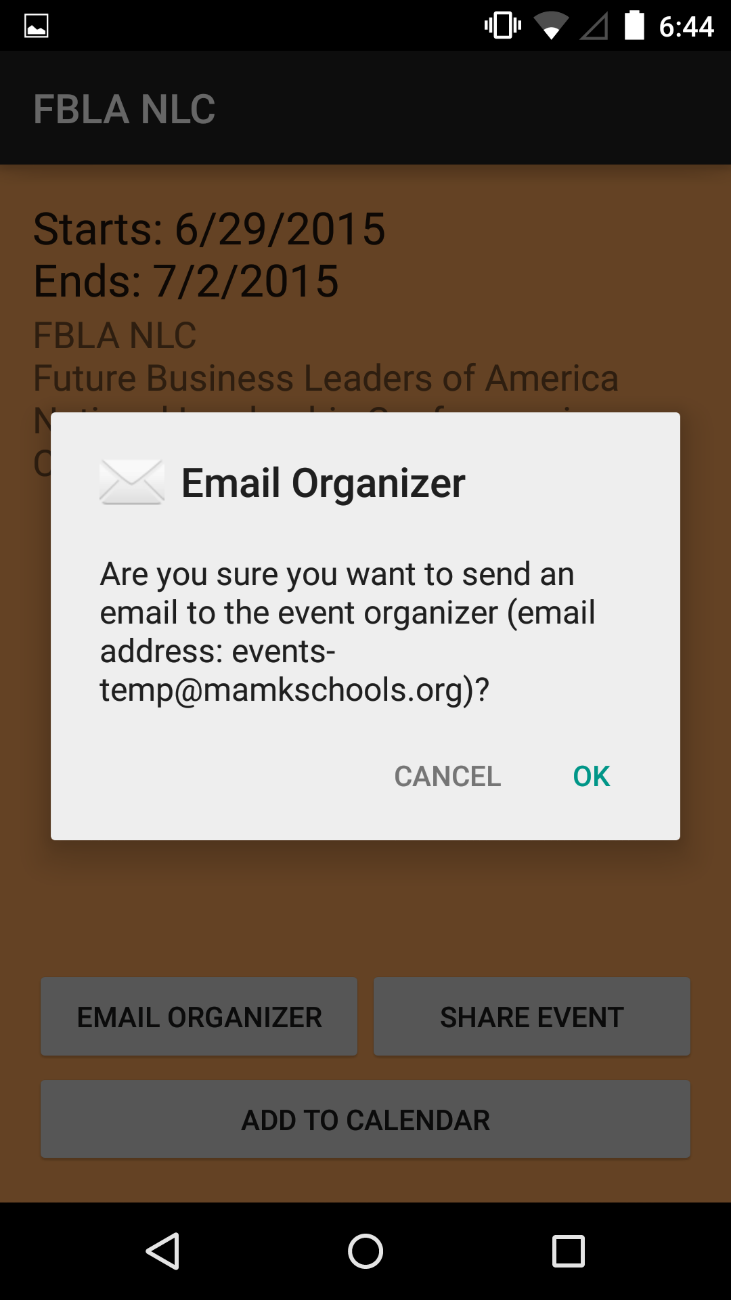 6:44
FBLA NLC
Starts: 6/29/2015
Ends: 7/2/2015
FBLA NLC
Future Business Leaders of America
Email Organizer
Are you sure you want to send an
email to the event organizer (email
address: events-
temp@mamkschools.org)?
CANCEL OK
EMAIL ORGANIZER SHARE EVENT
ADD TO CALENDAR